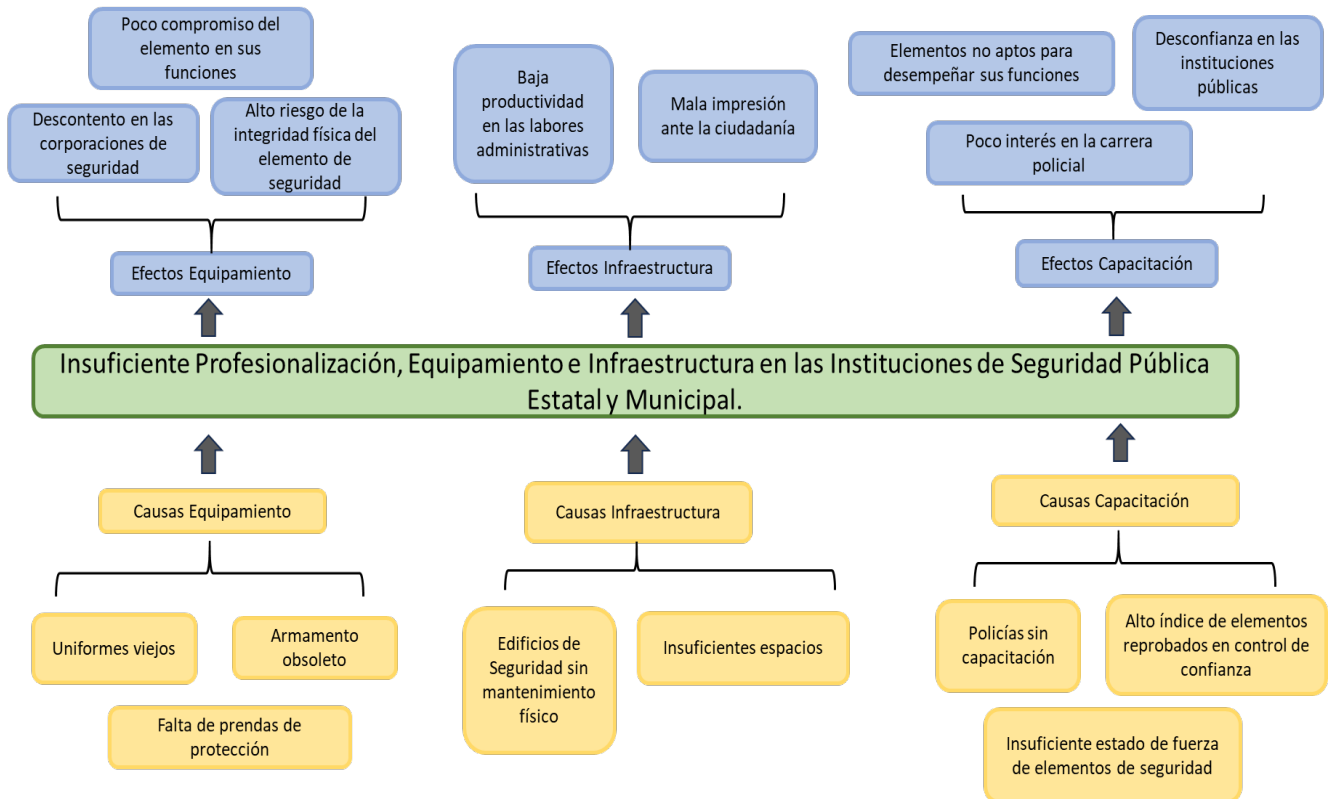 Poco compromiso del
elemento en sus
funciones
Descontento en las
corporaciones de
seguridad
Alto riesgo de la
integridad física del
elemento de
seguridad
Efectos Equipamiento
Baja
productividad
en las labores
administrativas
Mala impresión
ante la ciudadanía
Efectos Infraestructura
Elementos no aptos para
desempeñar sus funciones
Desconfianza en las
instituciones
públicas
Poco interés en la carrera
policial
Efectos Capacitación
Insuficiente Profesionalización, Equipamiento e Infraestructura en las Instituciones de Seguridad Pública
Estatal y Municipal.
Causas Equipamiento
Uniformes viejos
Armamento
obsoleto
Falta de prendas de
protección
Causas Infraestructura
Edificios de
Seguridad sin
mantenimiento
físico
Insuficientes espacios
Causas Capacitación
Policías sin
capacitación
Alto índice de elementos
reprobados en control de
confianza
Insuficiente estado de fuerza
de elementos de seguridad